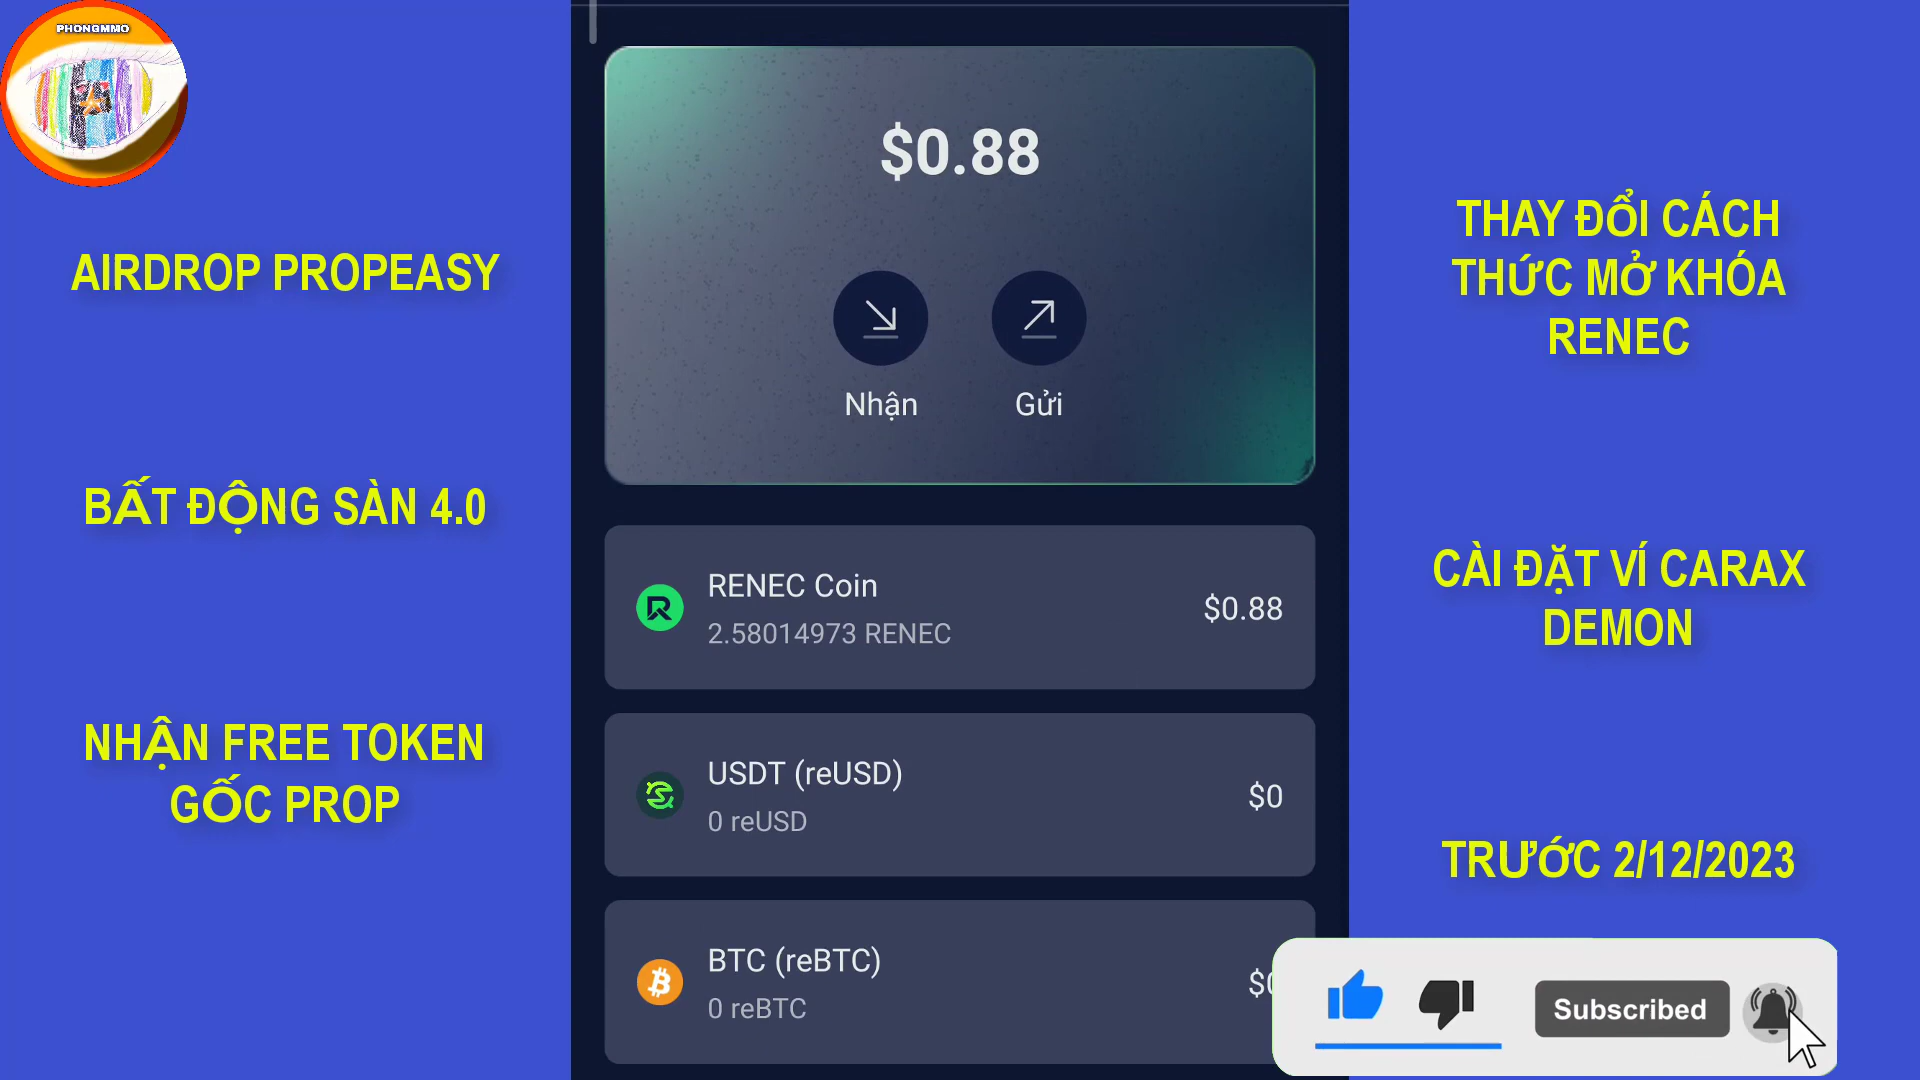 PHONGMMO
AIRDROP PROPEASY
BẤT ĐỘNG SÀN 4.0
NHẬN FREE TOKEN
GỐC PROP
$0.88
Nhận
Gửi
RENEC Coin
2.58014973 RENEC
$0.88
USDT (reUSD)
0 reUSD
$0
BTC (reBTC)
0 reBTC
$0
THAY ĐỔI CÁCH
THỨC MỞ KHÓA
RENEC
CÀI ĐẶT VÍ CARAX
DEMON
TRƯỚC 2/12/2023
Subscribed